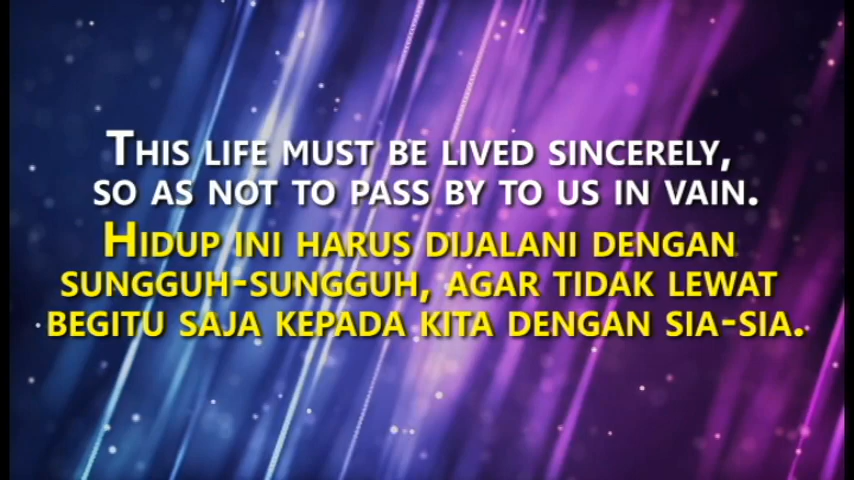 This life must be lived sincerely,
so as not to pass by to us in vain.
Hidup ini harus dijalani dengan
sungguh-sungguh, agar tidak lewat
begitu saja kepada kita dengan sia-sia.